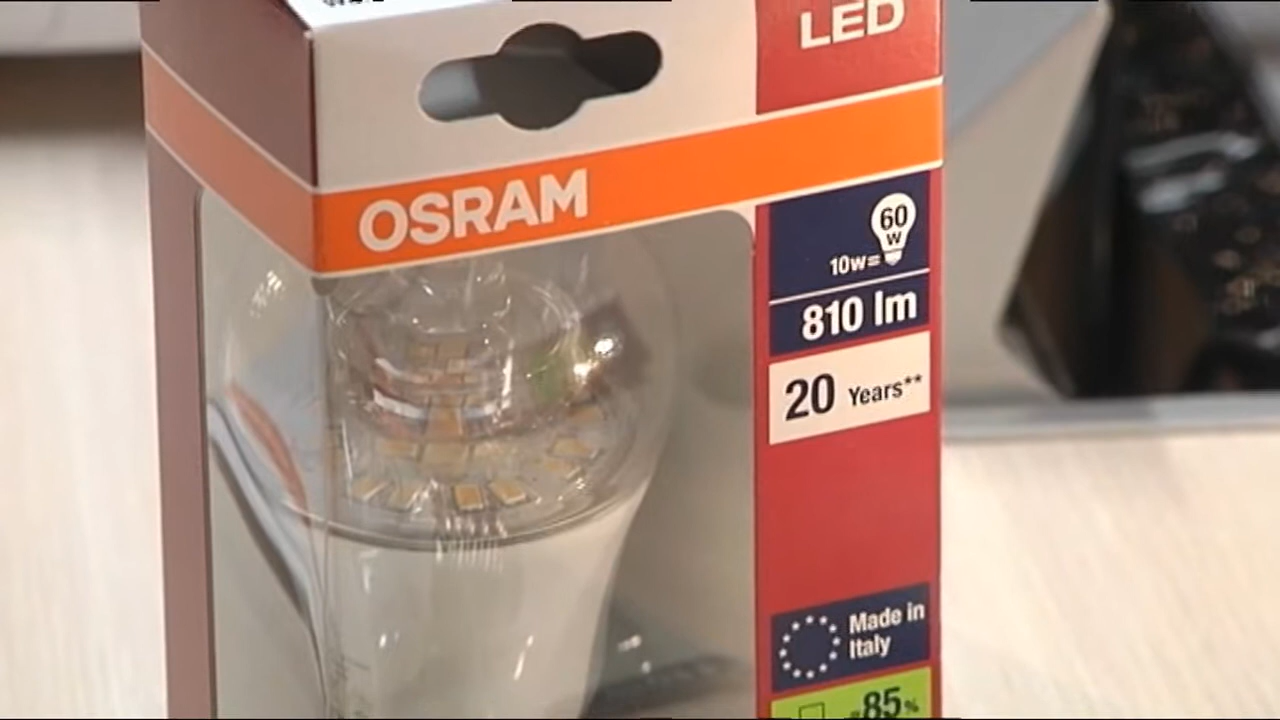 LED
OSRAM
60
W
10w=
810 lm
20 Years**
Made in
Italy
85%